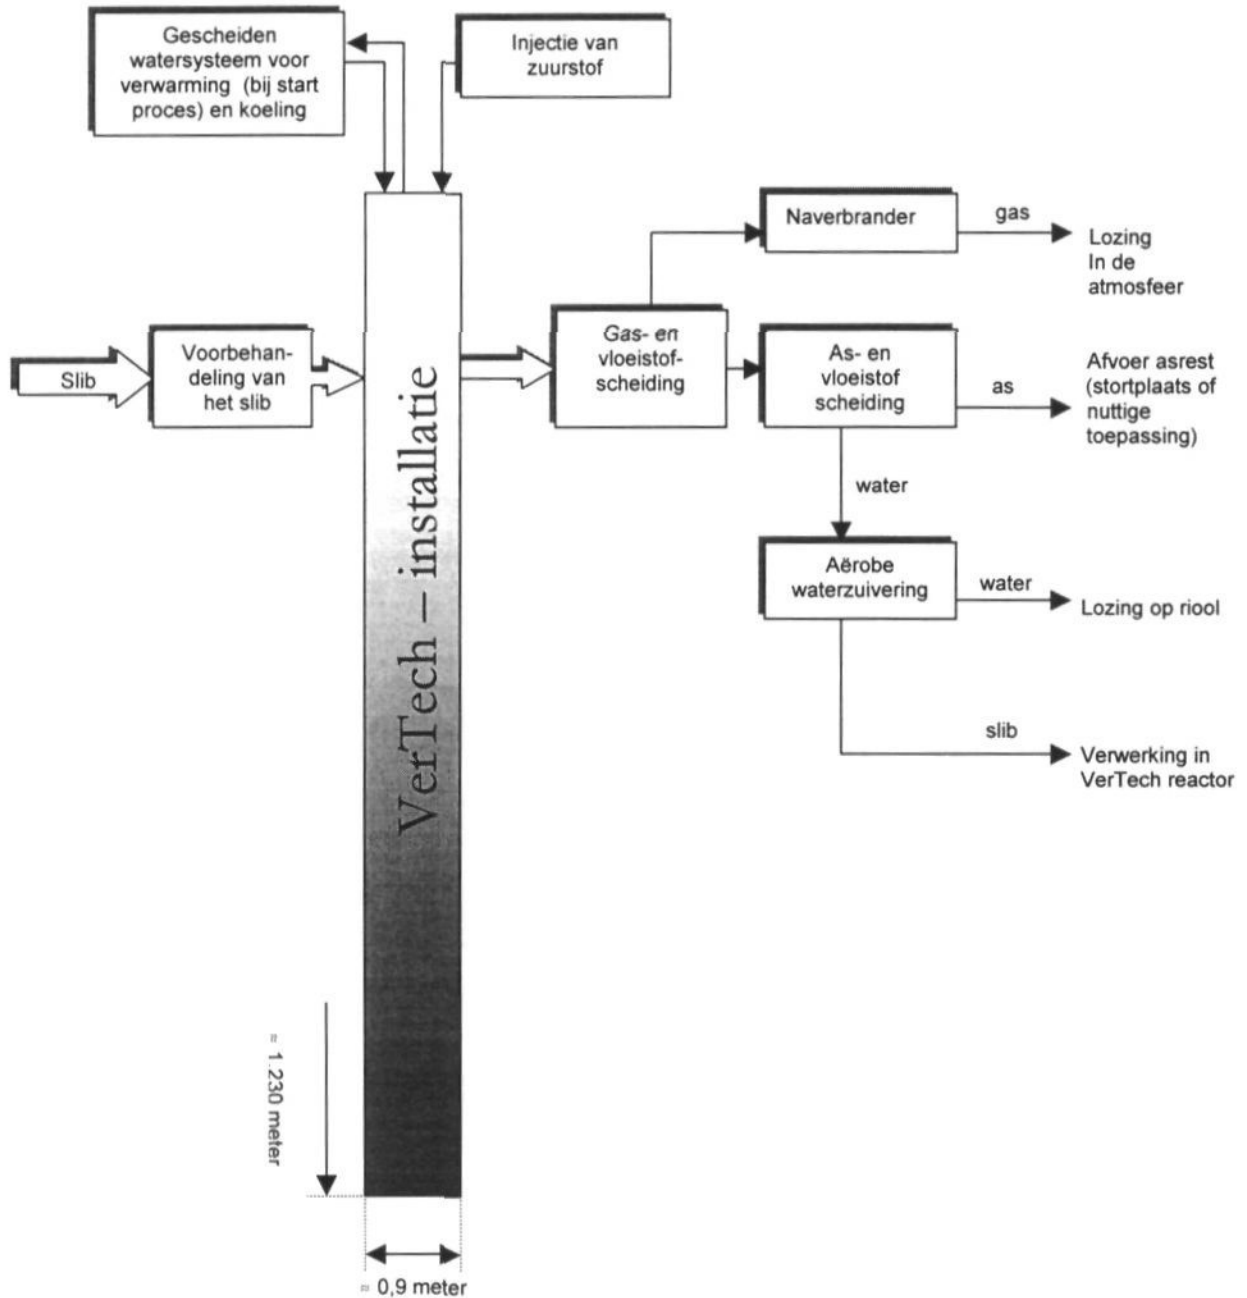 Gescheiden
watersysteem voor
verwarming (bij start
proces) en koeling
Injectie van
zuurstof
Naverbrander
gas
Lozing
In de
atmosfeer
Slib
Voorbehan-
deling van
het slib
VerTech – installatie
Gas- en
vloeistof-
scheiding
As- en
vloeistof
scheiding
as
Afvoer asrest
(stortplaats of
nuttige
toepassing)
water
Aërobe
waterzuivering
water
Lozing op riool
slib
Verwerking in
VerTech reactor
≈ 1.230 meter
≈ 0,9 meter